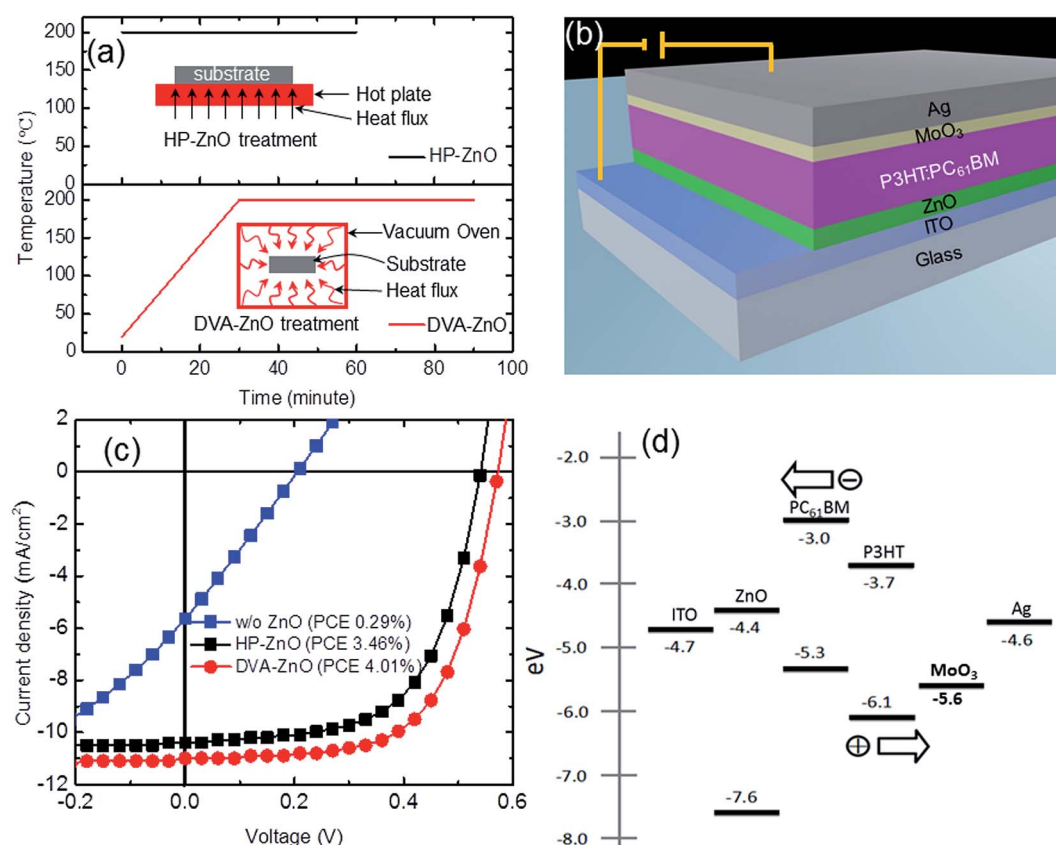 (a)
200
150
100
50
0
substrate
Hot plate
Heat flux
HP-ZnO treatment
HP-ZnO
200
150
100
50
0
Vacuum Oven
Substrate
Heat flux
DVA-ZnO treatment
DVA-ZnO
0 20 40 60 80 100
Time (minute)
Temperature (°C)
(b)
Ag
MoO₃
P3HT:PC₆₁BM
ZnO
ITO
Glass
(c)
2
0
-2
-4
-6
-8
-10
-12
w/o ZnO (PCE 0.29%)
HP-ZnO (PCE 3.46%)
DVA-ZnO (PCE 4.01%)
-0.2 0.0 0.2 0.4 0.6
Voltage (V)
Current density (mA/cm²)
(d)
-2.0
-3.0
-4.0
-5.0
-6.0
-7.0
-8.0
eV
PC₆₁BM
-3.0
P3HT
-3.7
ZnO
-4.4
ITO
-4.7
Ag
-4.6
-5.3
MoO₃
-5.6
-6.1
-7.6